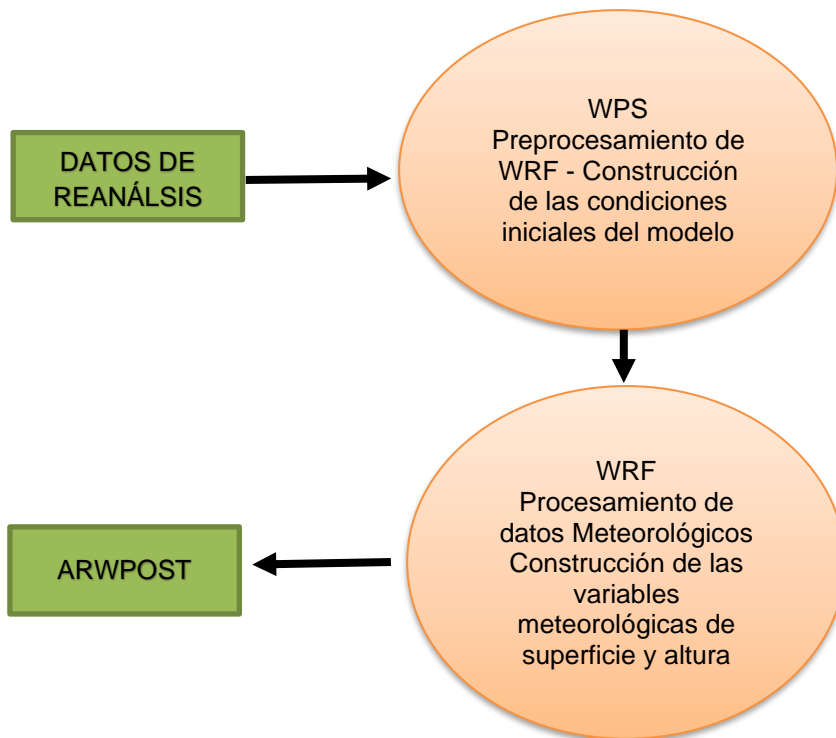 DATOS DE
REANÁLSIS
WPS
Preprocesamiento de
WRF - Construcción
de las condiciones
iniciales del modelo
WRF
Procesamiento de
datos Meteorológicos
Construcción de las
variables
meteorológicas de
superficie y altura
ARWPOST